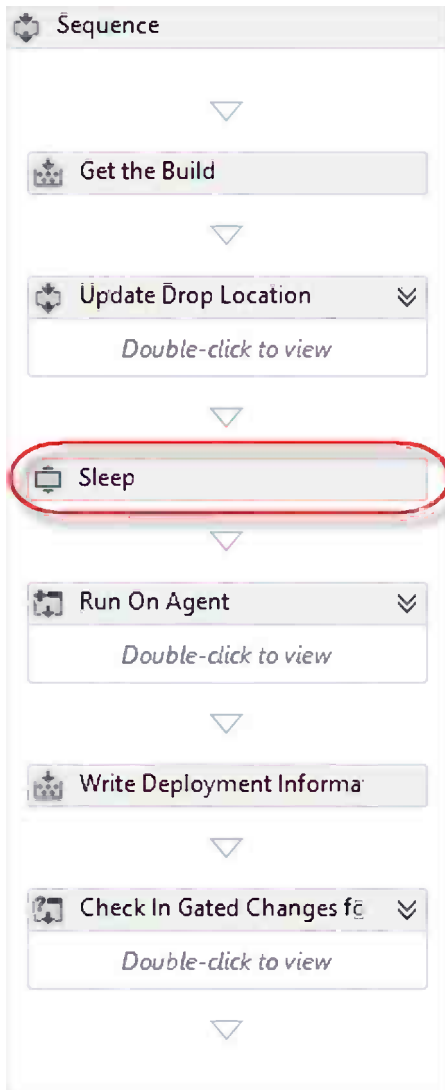 Sequence
Get the Build
Update Drop Location
Double-click to view
Sleep
Run On Agent
Double-click to view
Write Deployment Informa
Check In Gated Changes fo
Double-click to view